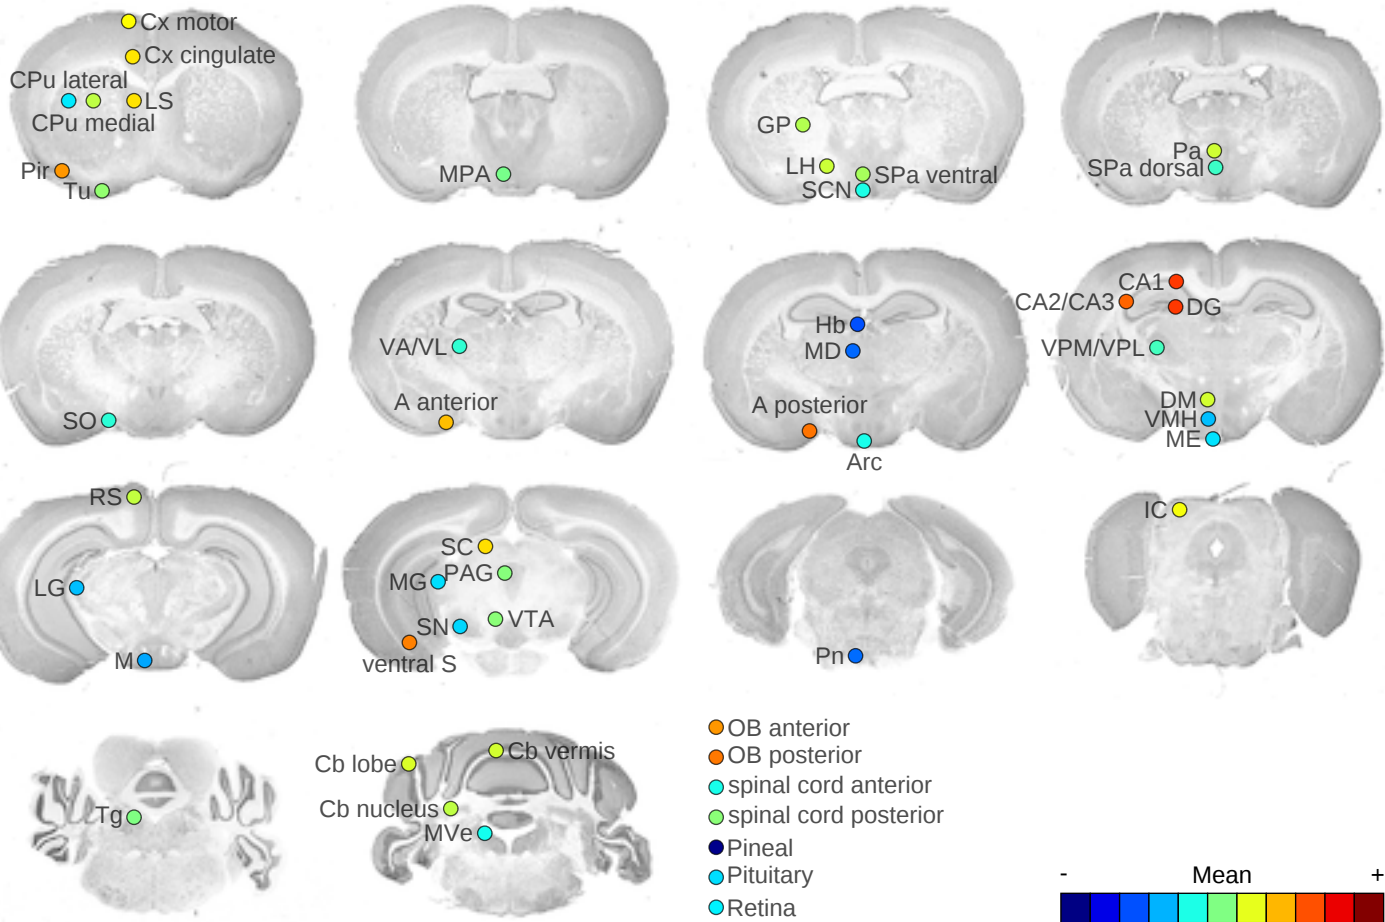 Cx motor
Cx cingulate
CPu lateral
LS
CPu medial
Pir
Tu
MPA
GP
LH
SPa ventral
SCN
Pa
SPa dorsal
SO
VA/VL
A anterior
Hb
MD
A posterior
Arc
CA1
CA2/CA3
DG
VPM/VPL
DM
VMH
ME
RS
LG
M
SC
PAG
MG
VTA
SN
ventral S
Pn
IC
Tg
Cb lobe
Cb vermis
Cb nucleus
MVe
OB anterior
OB posterior
spinal cord anterior
spinal cord posterior
Pineal
Pituitary
Retina
- Mean +